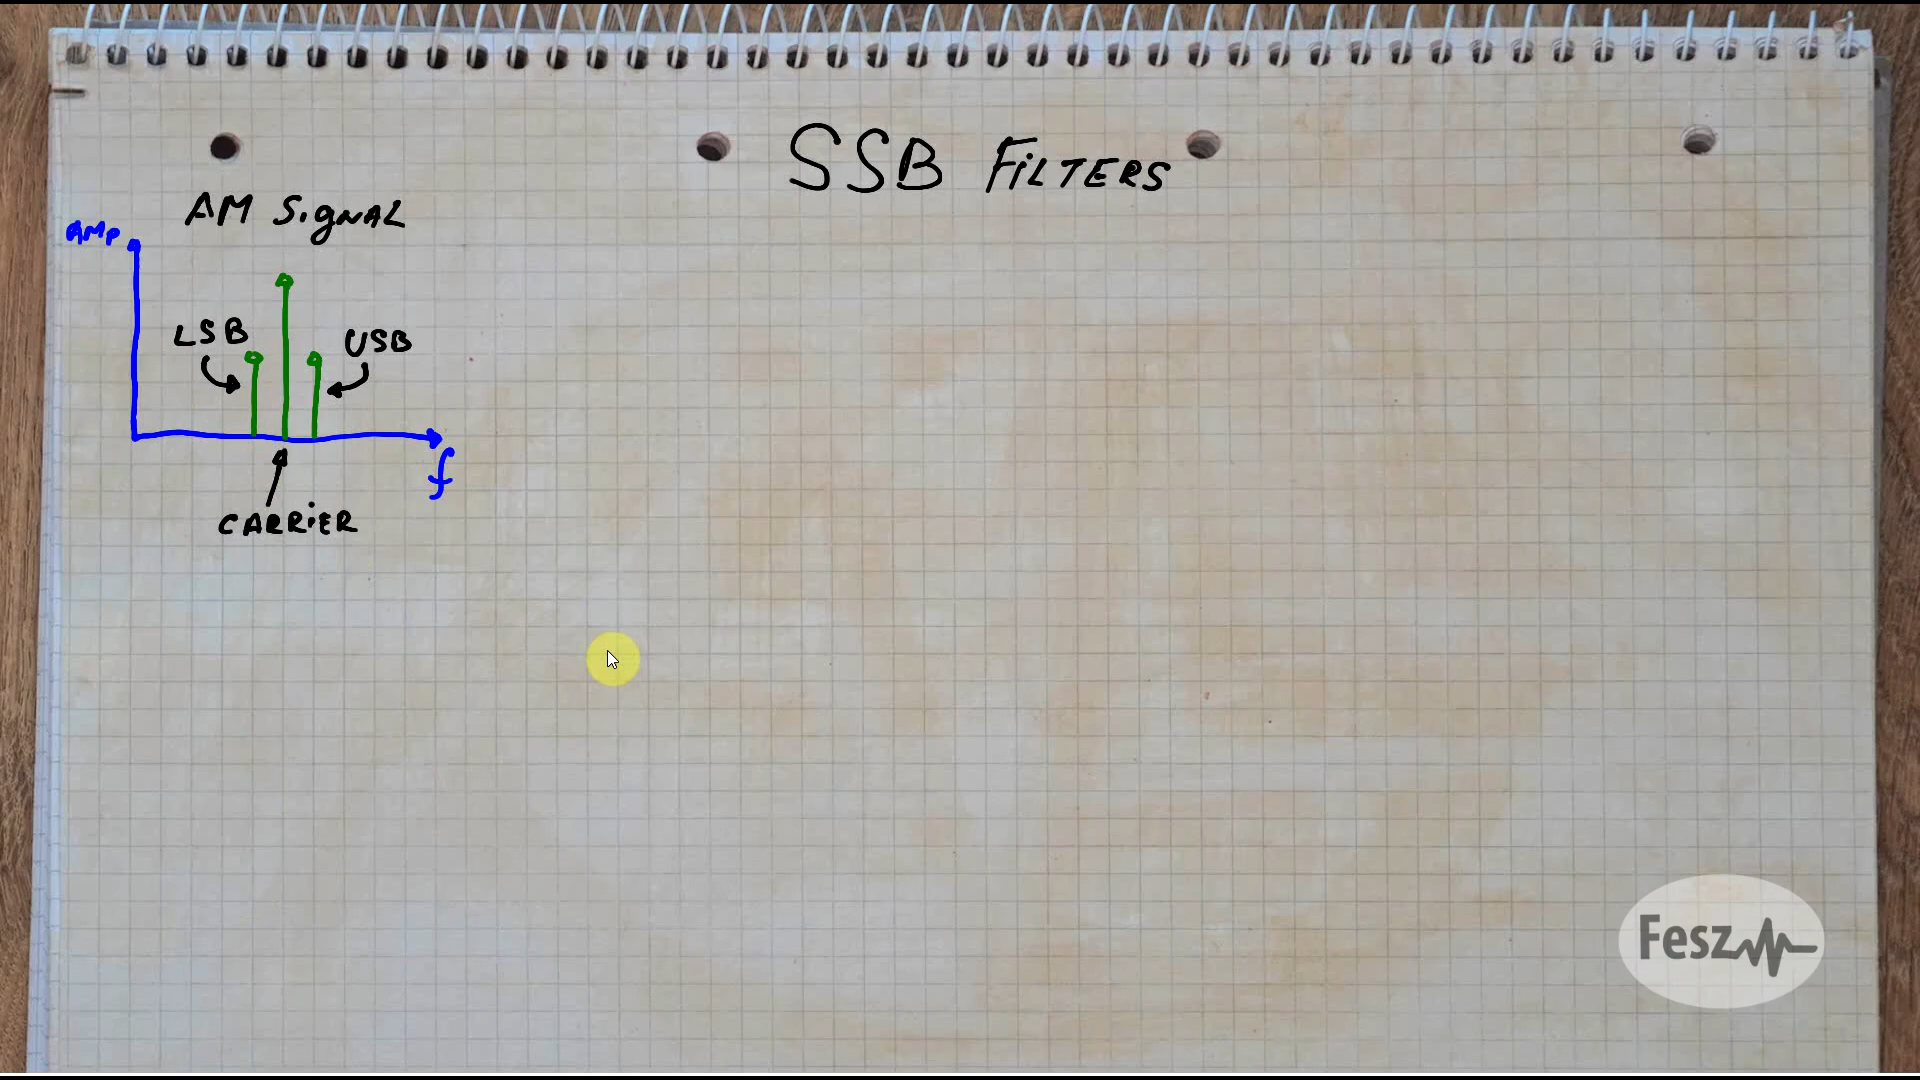 SSB FiLTERS
AM SigNAL
AMP
LSB
USB
f
CARRiER
Fesz